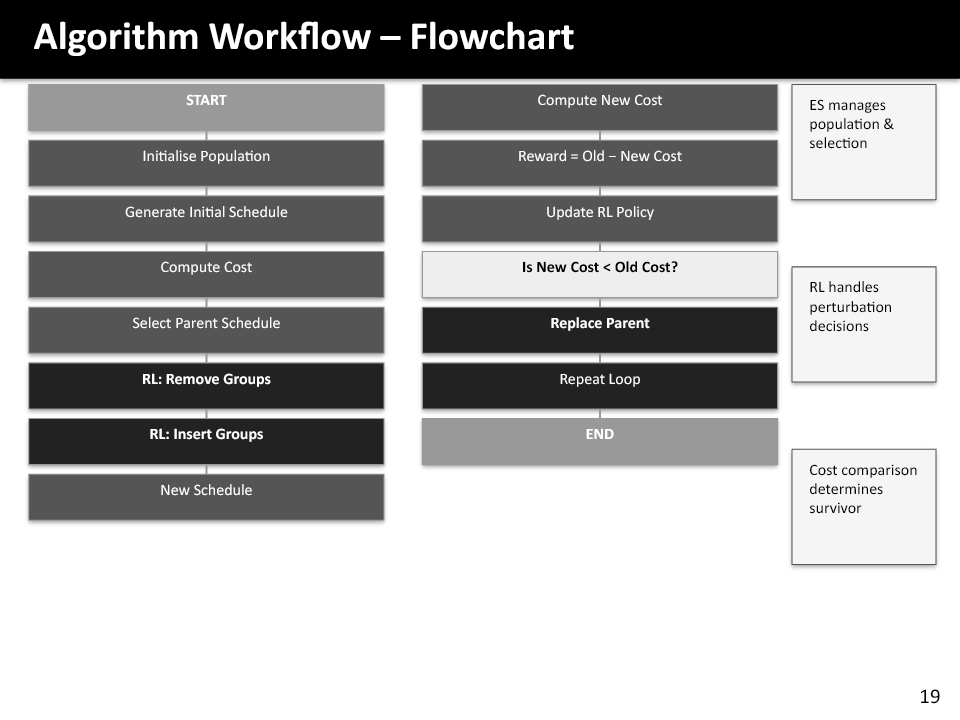 Algorithm Workflow – Flowchart
START
Initialise Population
Generate Initial Schedule
Compute Cost
Select Parent Schedule
RL: Remove Groups
RL: Insert Groups
New Schedule
Compute New Cost
Reward = Old − New Cost
Update RL Policy
Is New Cost < Old Cost?
Replace Parent
Repeat Loop
END
ES manages
population &
selection
RL handles
perturbation
decisions
Cost comparison
determines
survivor
19